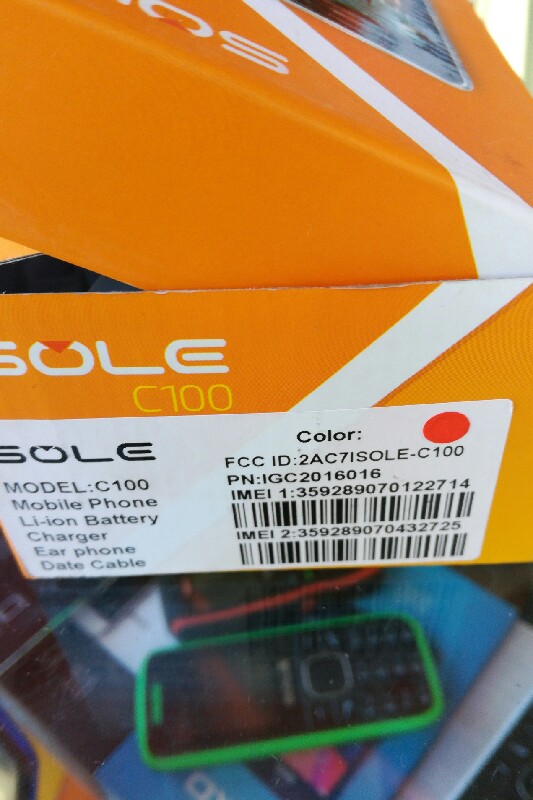 SOLE
C100
SOLE
MODEL:C100
Mobile Phone
Li-ion Battery
Charger
Ear phone
Date Cable
Color:
FCC ID:2AC7ISOLE-C100
PN:IGC2016016
IMEI 1:359289070122714
IMEI 2:359289070432725